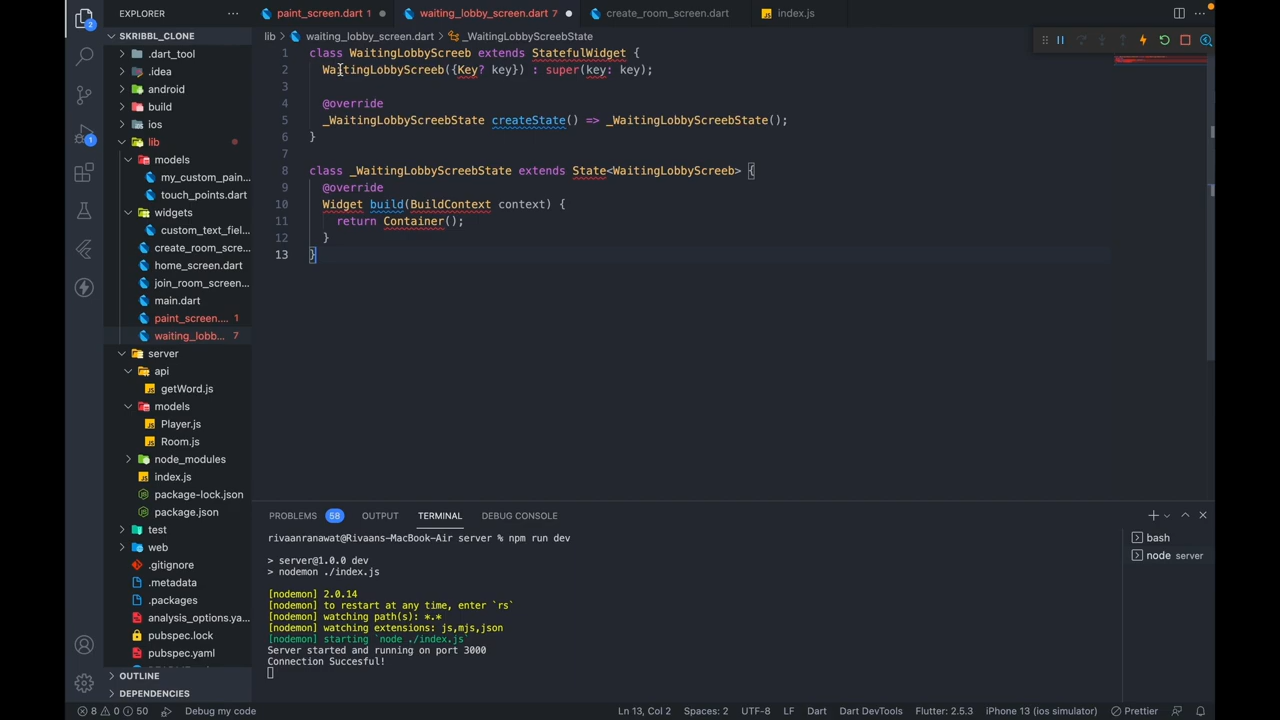 EXPLORER
SKRIBBL_CLONE
.dart_tool
.idea
android
build
ios
lib
models
my_custom_pain...
touch_points.dart
widgets
custom_text_fiel...
create_room_scre...
home_screen.dart
join_room_screen...
main.dart
paint_screen.... 1
waiting_lobb... 7
server
api
getWord.js
models
Player.js
Room.js
node_modules
index.js
package-lock.json
package.json
test
web
.gitignore
.metadata
.packages
analysis_options.ya...
pubspec.lock
pubspec.yaml
OUTLINE
DEPENDENCIES
2
1
paint_screen.dart 1
waiting_lobby_screen.dart 7
create_room_screen.dart
index.js
lib > waiting_lobby_screen.dart > _WaitingLobbyScreebState
1 class WaitingLobbyScreeb extends StatefulWidget {
2 WaitingLobbyScreeb({Key? key}) : super(key: key);
3
4 @override
5 _WaitingLobbyScreebState createState() => _WaitingLobbyScreebState();
6 }
7
8 class _WaitingLobbyScreebState extends State<WaitingLobbyScreeb> {
9 @override
10 Widget build(BuildContext context) {
11 return Container();
12 }
13 }
PROBLEMS 58 OUTPUT TERMINAL DEBUG CONSOLE
rivaanranawat@Rivaans-MacBook-Air server % npm run dev
> server@1.0.0 dev
> nodemon ./index.js
[nodemon] 2.0.14
[nodemon] to restart at any time, enter `rs`
[nodemon] watching path(s): *.*
[nodemon] watching extensions: js,mjs,json
[nodemon] starting `node ./index.js`
Server started and running on port 3000
Connection Succesful!
bash
node server
8 0 50 Debug my code Ln 13, Col 2 Spaces: 2 UTF-8 LF Dart Dart DevTools Flutter: 2.5.3 iPhone 13 (ios simulator) Prettier